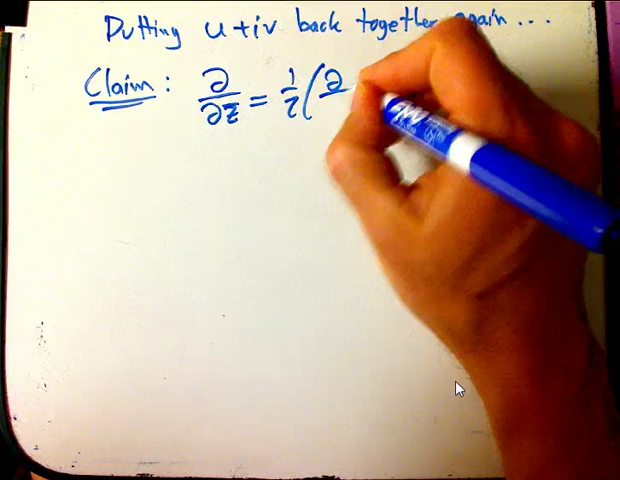 Putting u+iv back together again...
Claim: ∂/∂z̄ = 1/2(∂